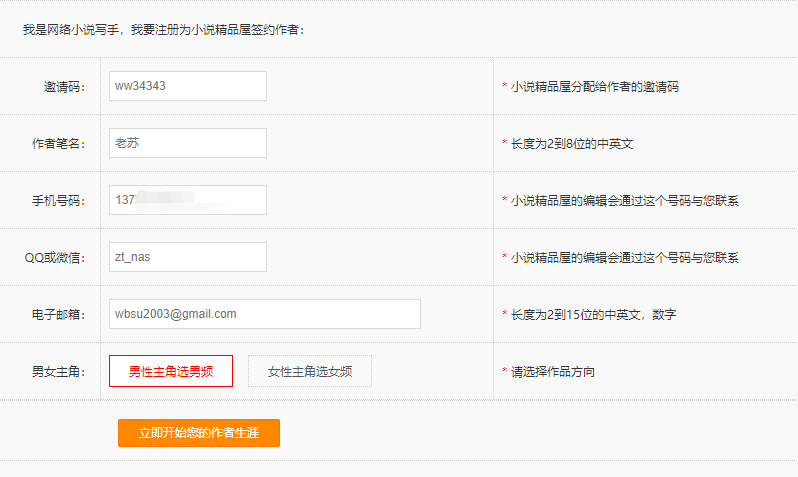 我是网络小说写手，我要注册为小说精品屋签约作者：
邀请码： ww34343 * 小说精品屋分配给作者的邀请码
作者笔名： 老苏 * 长度为2到8位的中英文
手机号码： 137 * 小说精品屋的编辑会通过这个号码与您联系
QQ或微信： zt_nas * 小说精品屋的编辑会通过这个号码与您联系
电子邮箱： wbsu2003@gmail.com * 长度为2到15位的中英文，数字
男女主角： 男性主角选男频 女性主角选女频 * 请选择作品方向
立即开始您的作者生涯